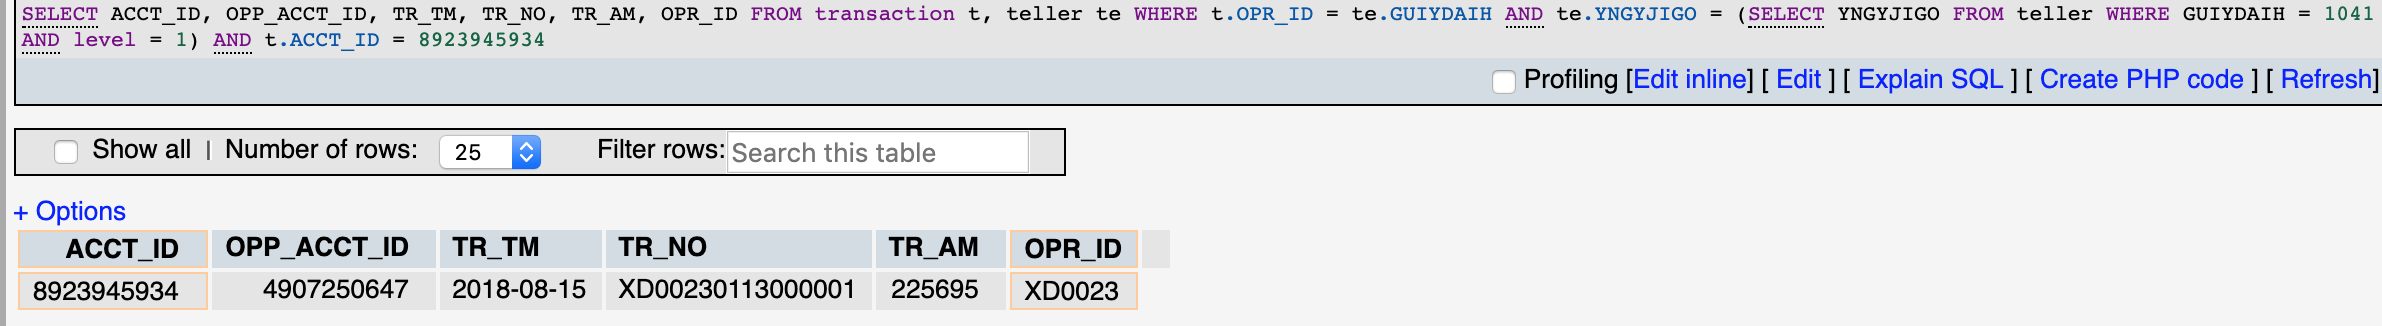 SELECT ACCT_ID, OPP_ACCT_ID, TR_TM, TR_NO, TR_AM, OPR_ID FROM transaction t, teller te WHERE t.OPR_ID = te.GUIYDAIH AND te.YNGYJIGO = (SELECT YNGYJIGO FROM teller WHERE GUIYDAIH = 1041
AND level = 1) AND t.ACCT_ID = 8923945934
Profiling [Edit inline] [ Edit ] [ Explain SQL ] [ Create PHP code ] [ Refresh]
Show all | Number of rows: 25 Filter rows: Search this table
+ Options
ACCT_ID OPP_ACCT_ID TR_TM TR_NO TR_AM OPR_ID
8923945934 4907250647 2018-08-15 XD00230113000001 225695 XD0023